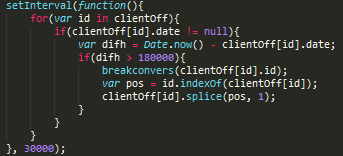 setInterval(function(){
for(var id in clientOff){
if(clientOff[id].date != null){
var difh = Date.now() - clientOff[id].date;
if(difh > 180000){
breakconvers(clientOff[id].id);
var pos = id.indexOf(clientOff[id]);
clientOff[id].splice(pos, 1);
}
}
}
}, 30000);